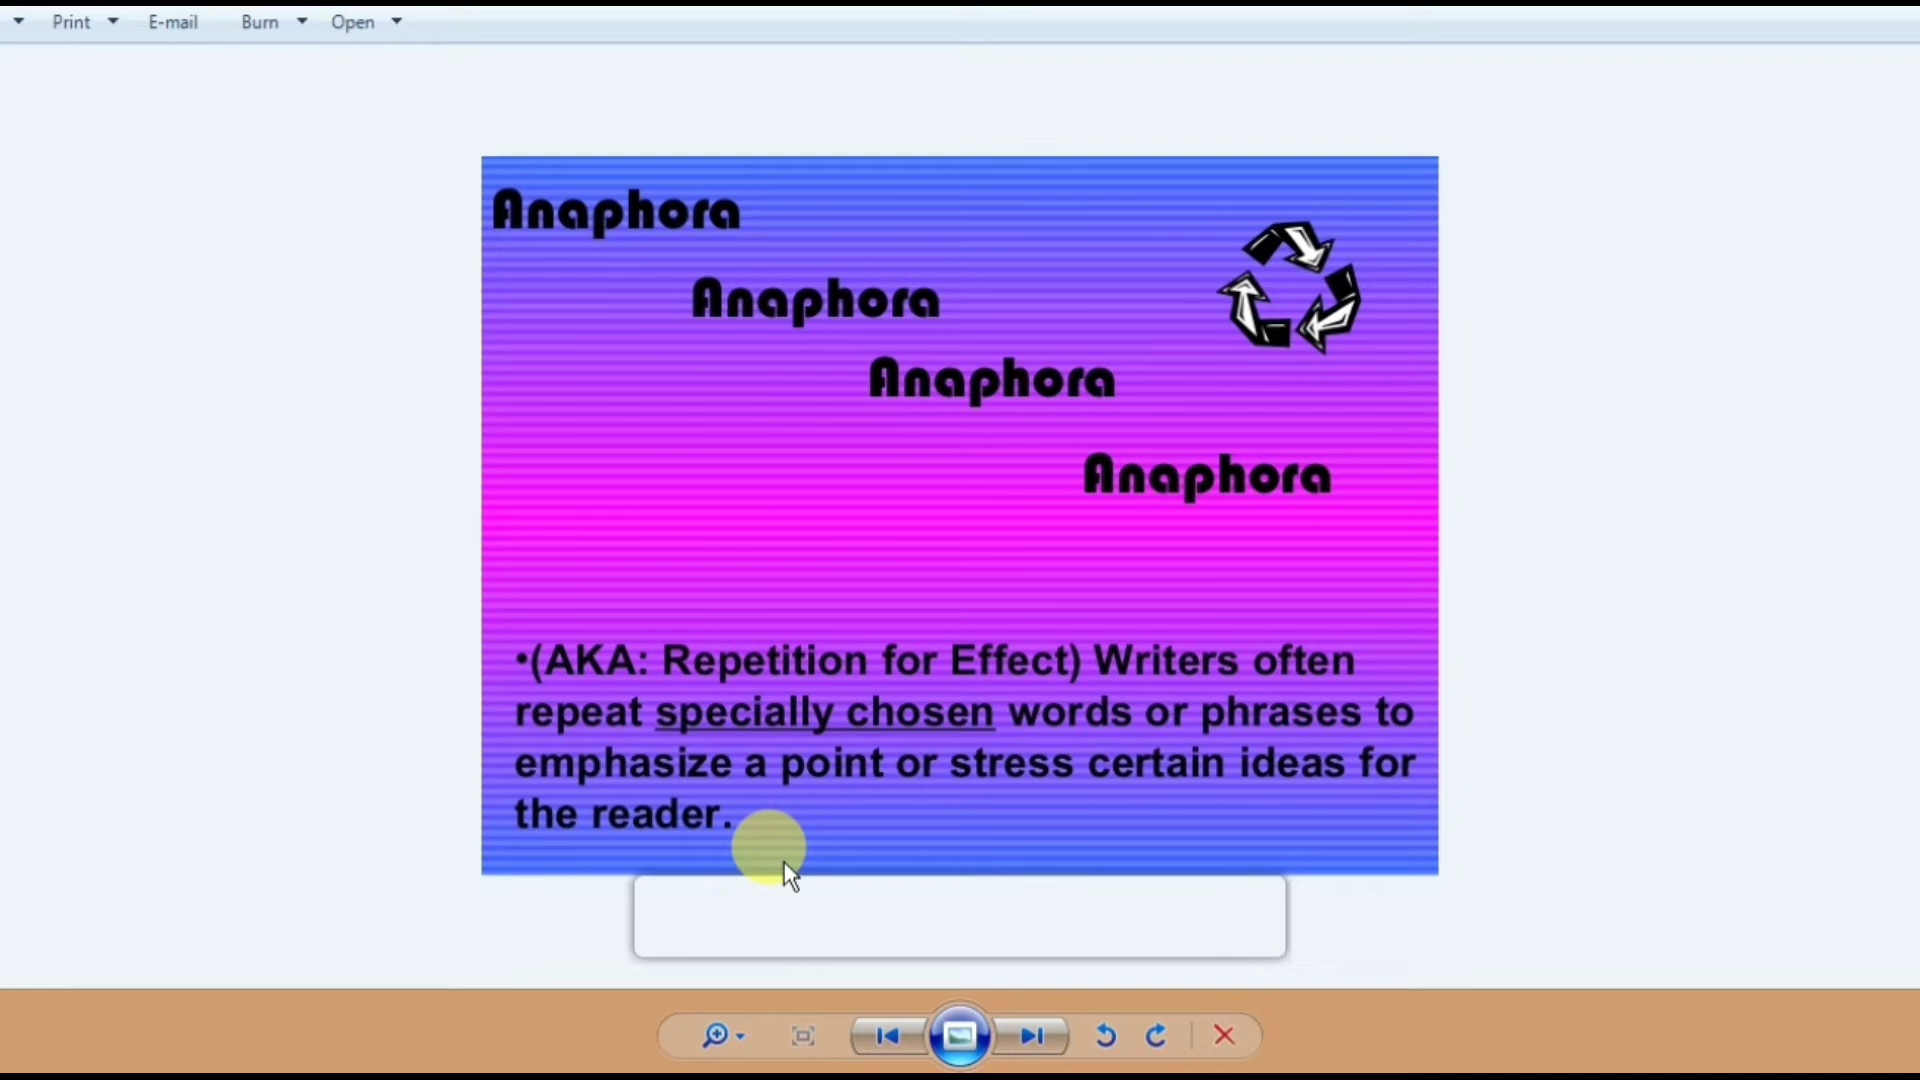 Print
E-mail
Burn
Open
Anaphora
Anaphora
Anaphora
Anaphora
•(AKA: Repetition for Effect) Writers often
repeat specially chosen words or phrases to
emphasize a point or stress certain ideas for
the reader.